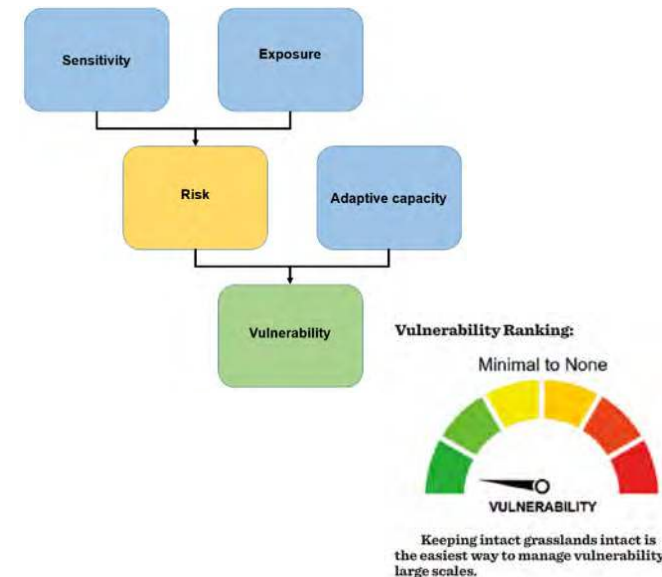 Sensitivity
Exposure
Risk
Adaptive capacity
Vulnerability
Vulnerability Ranking:
Minimal to None
VULNERABILITY
Keeping intact grasslands intact is
the easiest way to manage vulnerability
large scales.